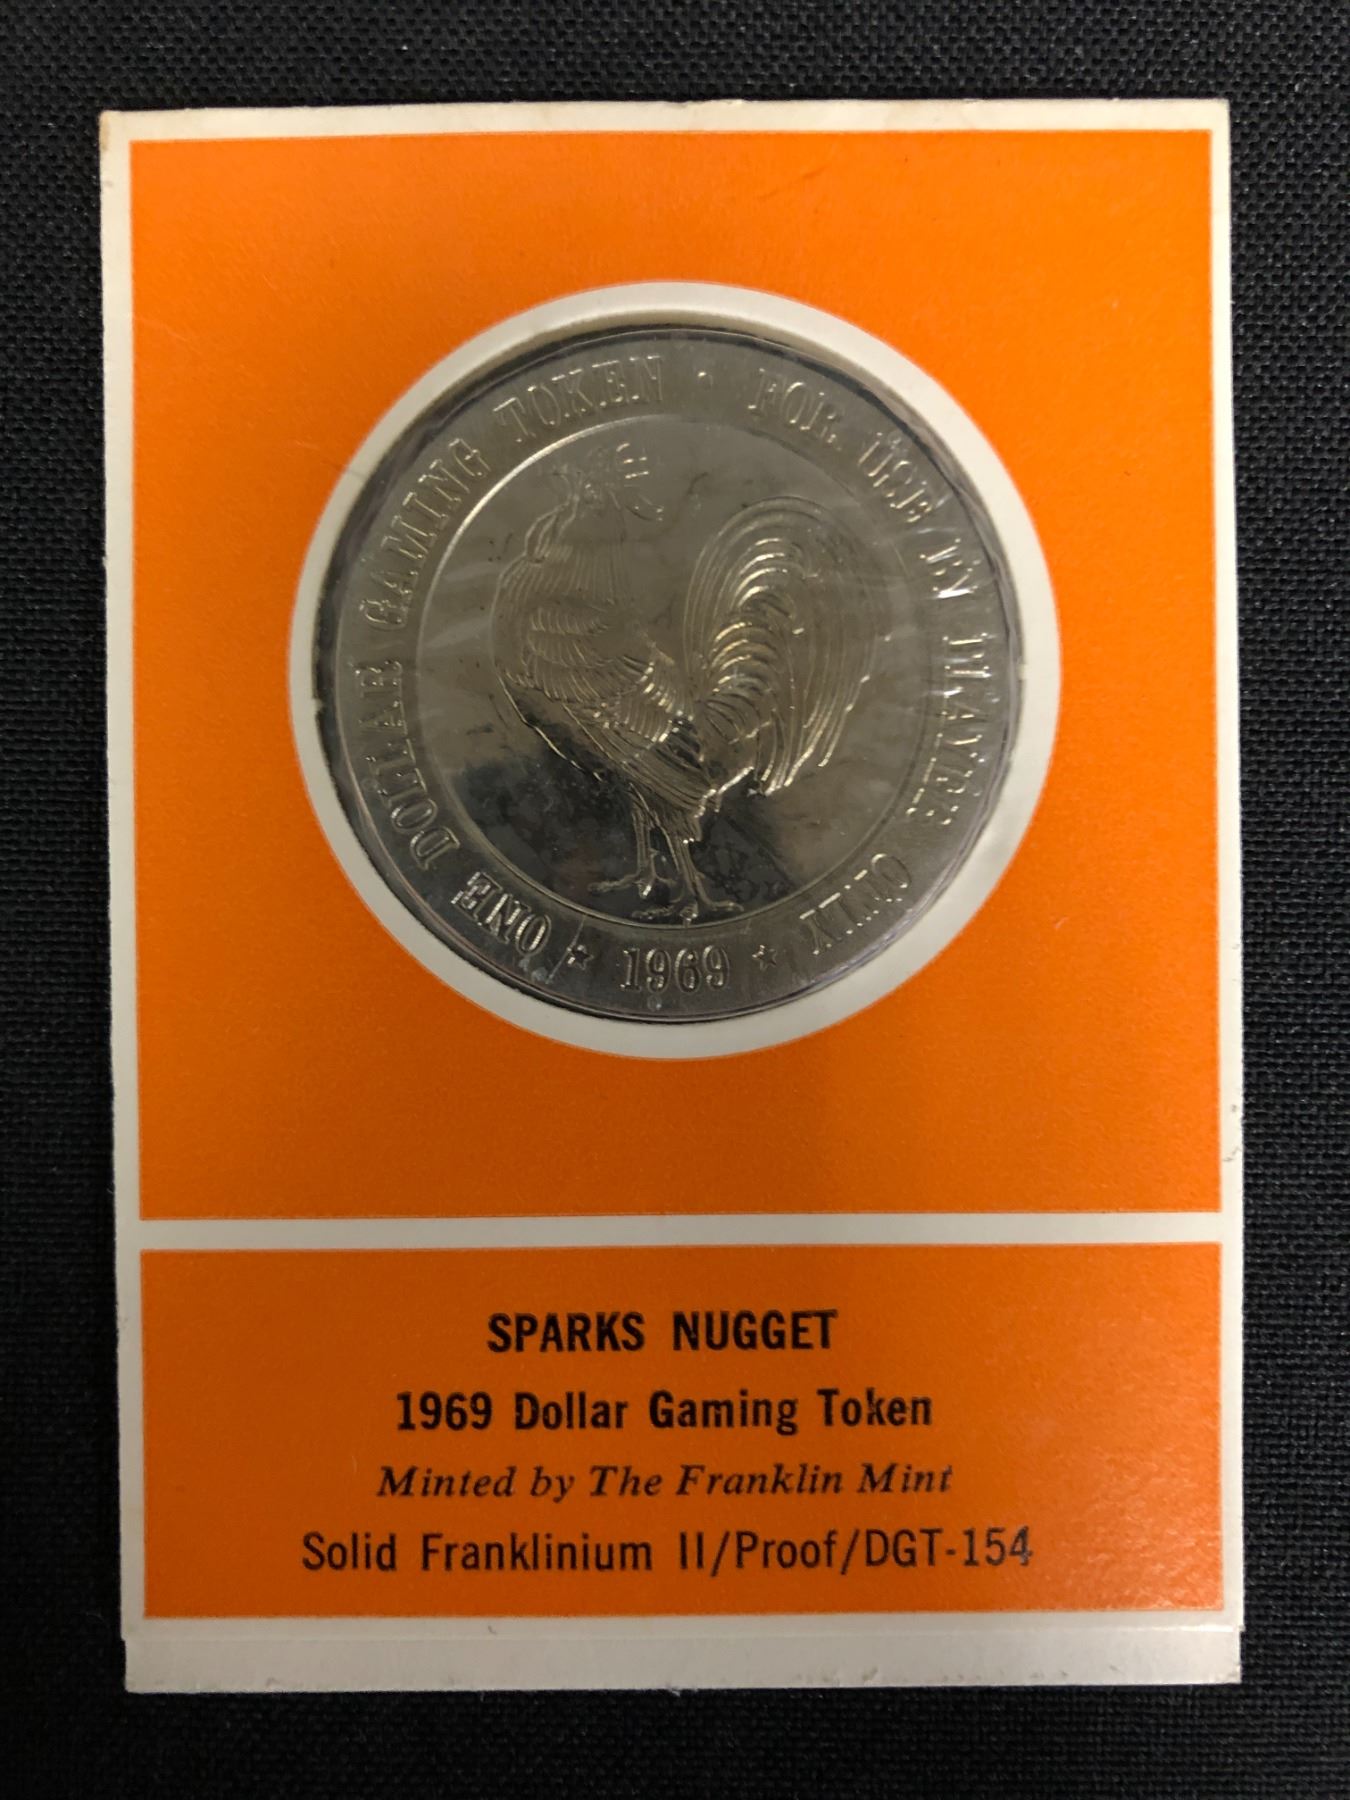 ONE DOLLAR GAMING TOKEN · FOR USE BY PLAYER ONLY
★ 1969 ★
SPARKS NUGGET
1969 Dollar Gaming Token
Minted by The Franklin Mint
Solid Franklinium II/Proof/DGT-154